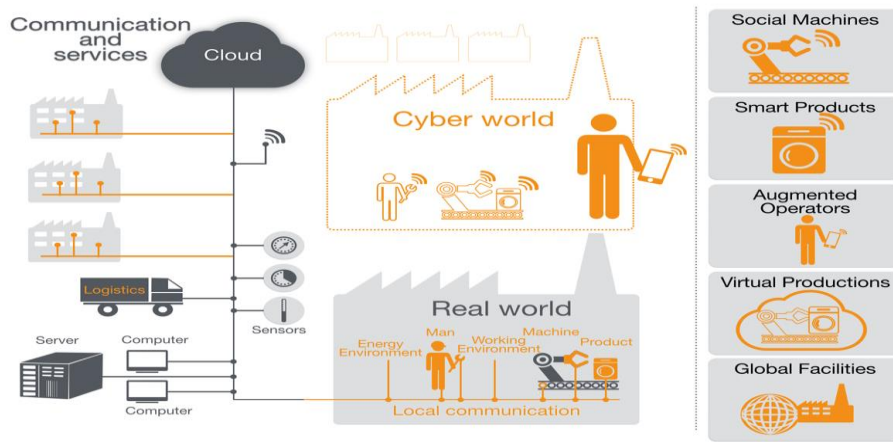 Communication
and
services
Cloud
Logistics
Sensors
Server
Computer
Computer
Cyber world
Real world
Energy
Environment
Man
Working
Environment
Machine
Product
Local communication
Social Machines
Smart Products
Augmented
Operators
Virtual Productions
Global Facilities